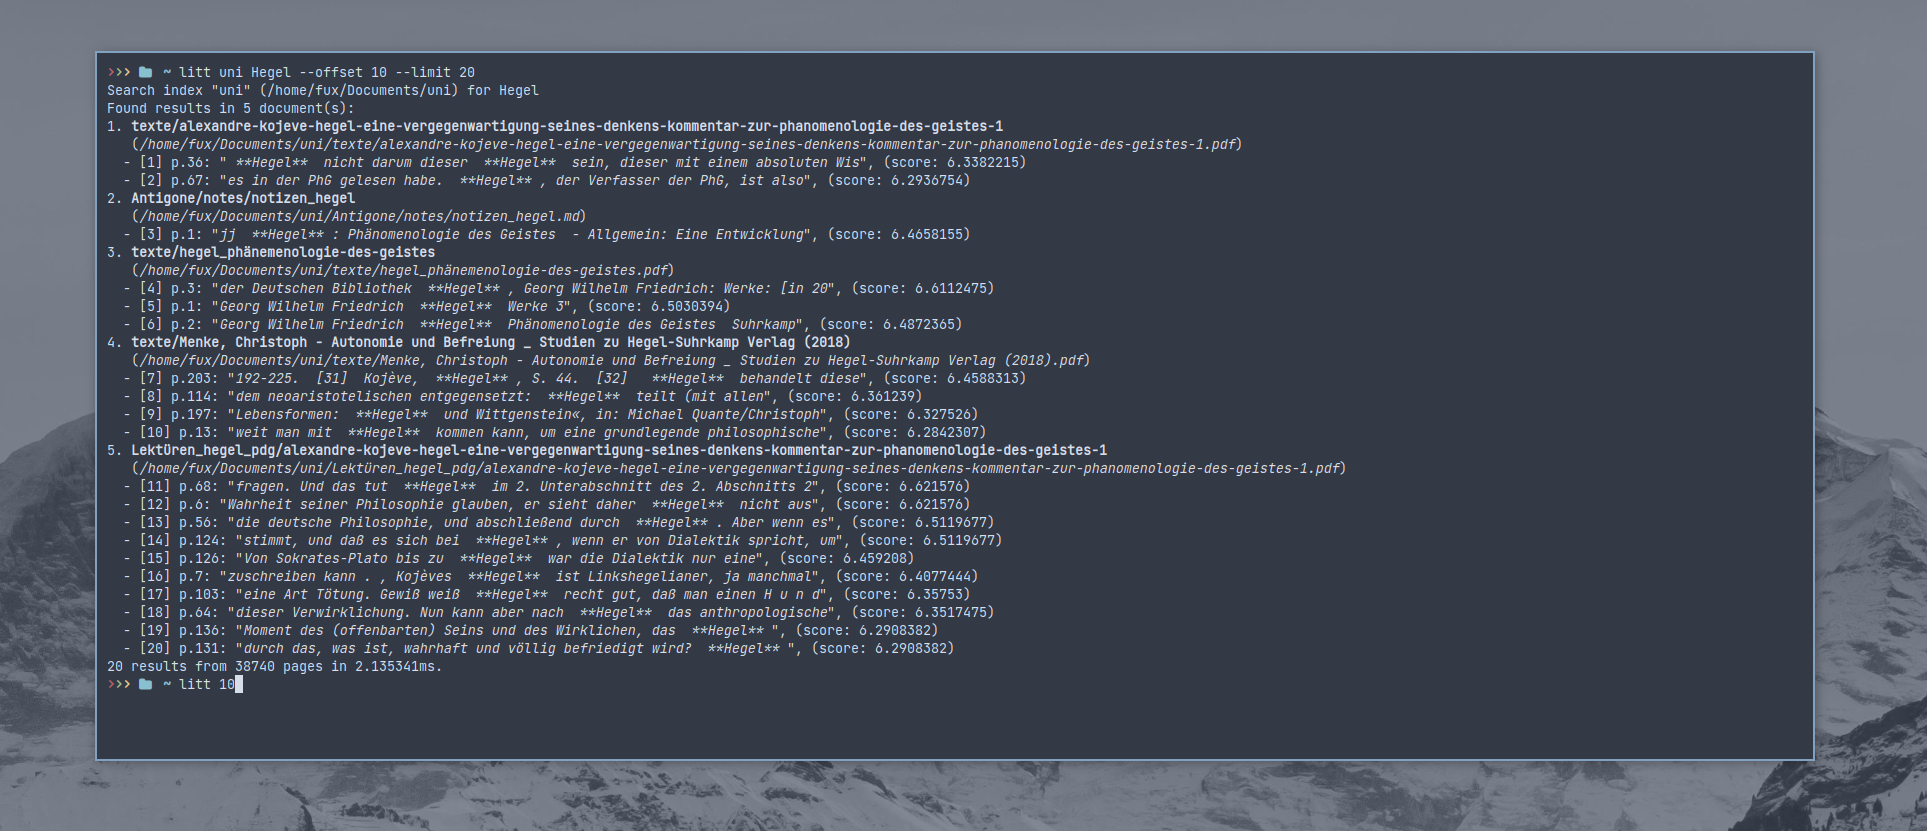 >>> ~ litt uni Hegel --offset 10 --limit 20
Search index "uni" (/home/fux/Documents/uni) for Hegel
Found results in 5 document(s):
1. texte/alexandre-kojeve-hegel-eine-vergegenwartigung-seines-denkens-kommentar-zur-phanomenologie-des-geistes-1
(/home/fux/Documents/uni/texte/alexandre-kojeve-hegel-eine-vergegenwartigung-seines-denkens-kommentar-zur-phanomenologie-des-geistes-1.pdf)
- [1] p.36: " **Hegel**  nicht darum dieser  **Hegel**  sein, dieser mit einem absoluten Wis", (score: 6.3382215)
- [2] p.67: "es in der PhG gelesen habe.  **Hegel** , der Verfasser der PhG, ist also", (score: 6.2936754)
2. Antigone/notes/notizen_hegel
(/home/fux/Documents/uni/Antigone/notes/notizen_hegel.md)
- [3] p.1: "jj  **Hegel** : Phänomenologie des Geistes  - Allgemein: Eine Entwicklung", (score: 6.4658155)
3. texte/hegel_phänemenologie-des-geistes
(/home/fux/Documents/uni/texte/hegel_phänemenologie-des-geistes.pdf)
- [4] p.3: "der Deutschen Bibliothek  **Hegel** , Georg Wilhelm Friedrich: Werke: [in 20", (score: 6.6112475)
- [5] p.1: "Georg Wilhelm Friedrich  **Hegel**  Werke 3", (score: 6.5030394)
- [6] p.2: "Georg Wilhelm Friedrich  **Hegel**  Phänomenologie des Geistes  Suhrkamp", (score: 6.4872365)
4. texte/Menke, Christoph - Autonomie und Befreiung _ Studien zu Hegel-Suhrkamp Verlag (2018)
(/home/fux/Documents/uni/texte/Menke, Christoph - Autonomie und Befreiung _ Studien zu Hegel-Suhrkamp Verlag (2018).pdf)
- [7] p.203: "192-225.  [31]  Kojève,  **Hegel** , S. 44.  [32]   **Hegel**  behandelt diese", (score: 6.4588313)
- [8] p.114: "dem neoaristotelischen entgegensetzt:  **Hegel**  teilt (mit allen", (score: 6.361239)
- [9] p.197: "Lebensformen:  **Hegel**  und Wittgenstein«, in: Michael Quante/Christoph", (score: 6.327526)
- [10] p.13: "weit man mit  **Hegel**  kommen kann, um eine grundlegende philosophische", (score: 6.2842307)
5. Lektüren_hegel_pdg/alexandre-kojeve-hegel-eine-vergegenwartigung-seines-denkens-kommentar-zur-phanomenologie-des-geistes-1
(/home/fux/Documents/uni/Lektüren_hegel_pdg/alexandre-kojeve-hegel-eine-vergegenwartigung-seines-denkens-kommentar-zur-phanomenologie-des-geistes-1.pdf)
- [11] p.68: "fragen. Und das tut  **Hegel**  im 2. Unterabschnitt des 2. Abschnitts 2", (score: 6.621576)
- [12] p.6: "Wahrheit seiner Philosophie glauben, er sieht daher  **Hegel**  nicht aus", (score: 6.621576)
- [13] p.56: "die deutsche Philosophie, und abschließend durch  **Hegel** . Aber wenn es", (score: 6.5119677)
- [14] p.124: "stimmt, und daß es sich bei  **Hegel** , wenn er von Dialektik spricht, um", (score: 6.5119677)
- [15] p.126: "Von Sokrates-Plato bis zu  **Hegel**  war die Dialektik nur eine", (score: 6.459208)
- [16] p.7: "zuschreiben kann . , Kojèves  **Hegel**  ist Linkshegelianer, ja manchmal", (score: 6.4077444)
- [17] p.103: "eine Art Tötung. Gewiß weiß  **Hegel**  recht gut, daß man einen H u n d", (score: 6.35753)
- [18] p.64: "dieser Verwirklichung. Nun kann aber nach  **Hegel**  das anthropologische", (score: 6.3517475)
- [19] p.136: "Moment des (offenbarten) Seins und des Wirklichen, das  **Hegel** ", (score: 6.2908382)
- [20] p.131: "durch das, was ist, wahrhaft und völlig befriedigt wird?  **Hegel** ", (score: 6.2908382)
20 results from 38740 pages in 2.135341ms.
>>> ~ litt 10